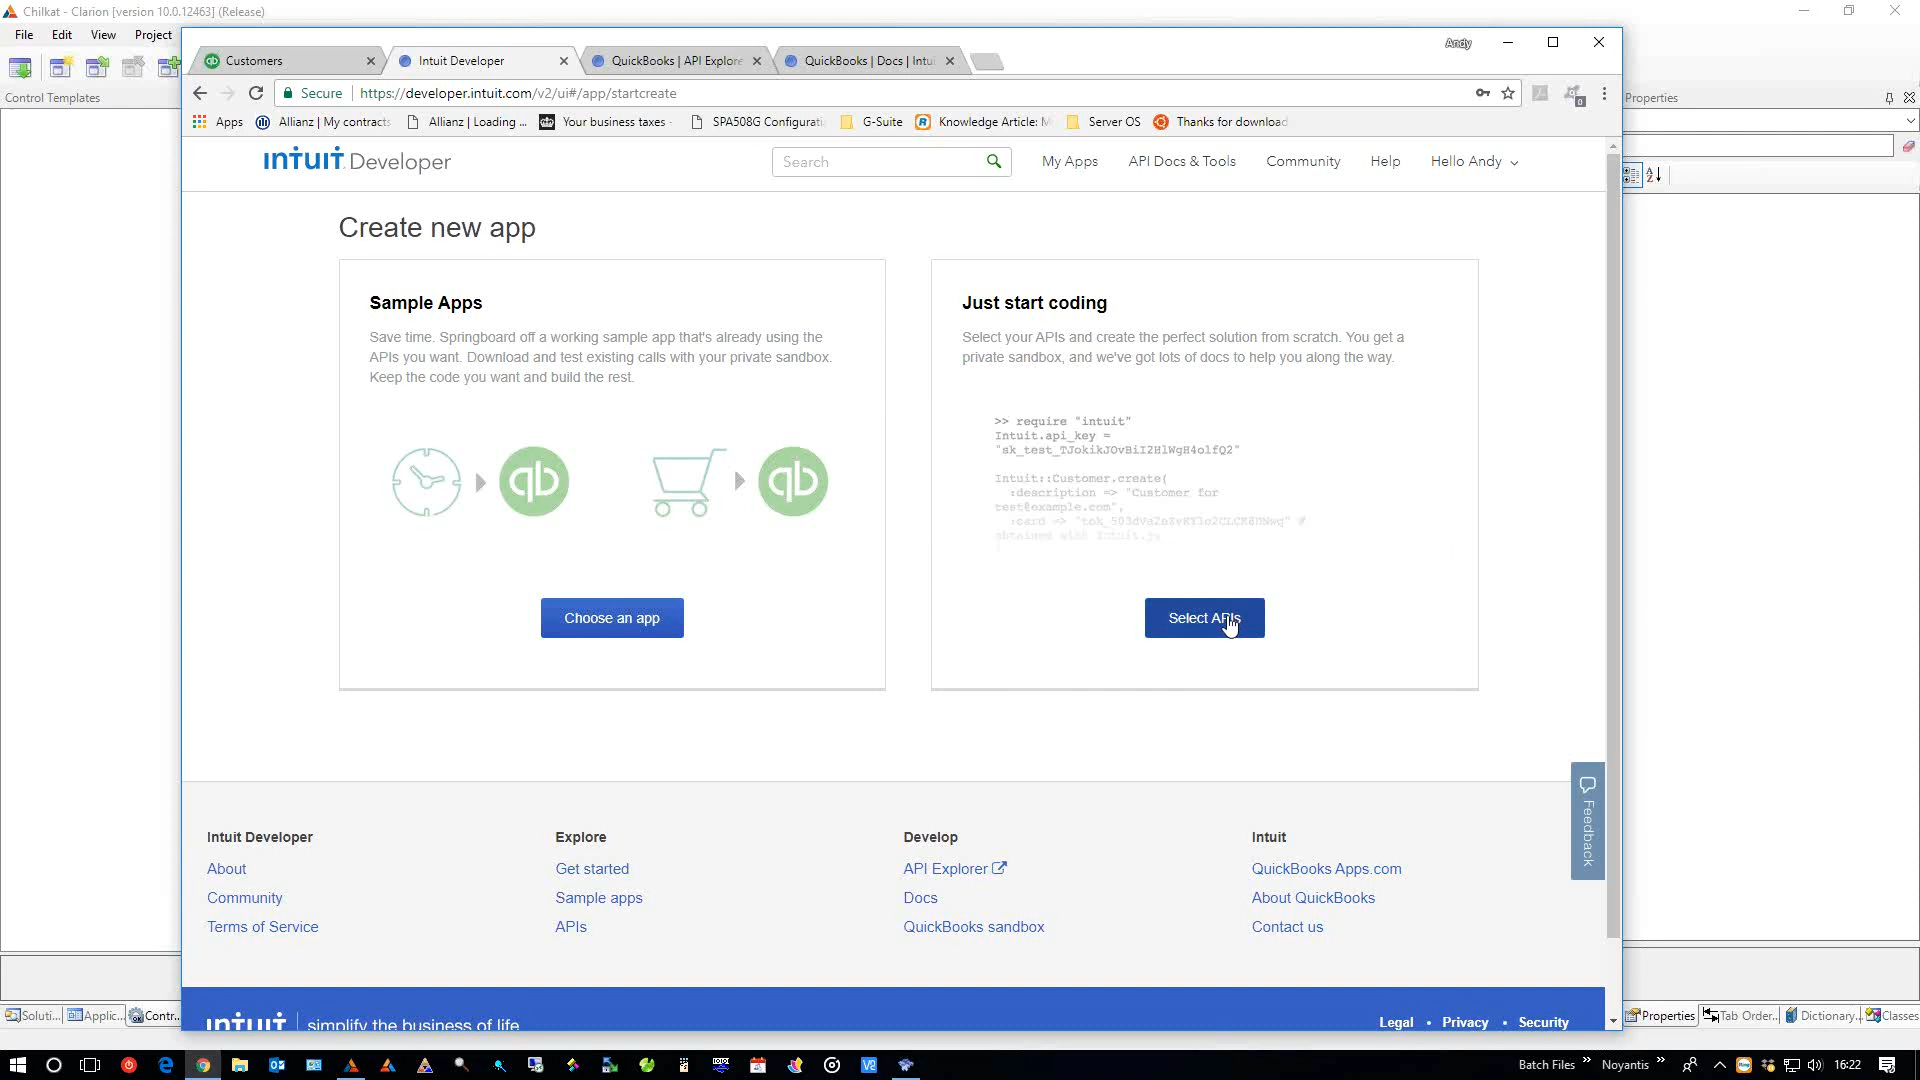 Chilkat - Clarion [version 10.0.12463] (Release)
File Edit View Project
Control Templates
Customers
Intuit Developer
QuickBooks | API Explore
QuickBooks | Docs | Intu
Andy
Secure https://developer.intuit.com/v2/ui#/app/startcreate
Apps
Allianz | My contract
Allianz | Loading ...
Your business taxes
SPA508G Configurati
G-Suite
Knowledge Article: M
Server OS
Thanks for download
Properties
ınтuıт Developer
Search
My Apps
API Docs & Tools
Community
Help
Hello Andy
Create new app
Sample Apps
Save time. Springboard off a working sample app that's already using the
APIs you want. Download and test existing calls with your private sandbox.
Keep the code you want and build the rest.
qb
qb
Choose an app
Just start coding
Select your APIs and create the perfect solution from scratch. You get a
private sandbox, and we've got lots of docs to help you along the way.
>> require "intuit"
Intuit.api_key =
"sk_test_TJokikJOvBiI2HlWgH4olfQ2"
Intuit::Customer.create(
:description => "Customer for
test@example.com",
:card =>
obtained with Intuit.js
Select APIs
Feedback
Intuit Developer
About
Community
Terms of Service
Explore
Get started
Sample apps
APIs
Develop
API Explorer
Docs
QuickBooks sandbox
Intuit
QuickBooks Apps.com
About QuickBooks
Contact us
ınтuıт simplify the business of life
Legal • Privacy • Security
Soluti... Applic... Contr...
Properties Tab Order... Dictionary... Classes
Batch Files » Noyantis » 16:22